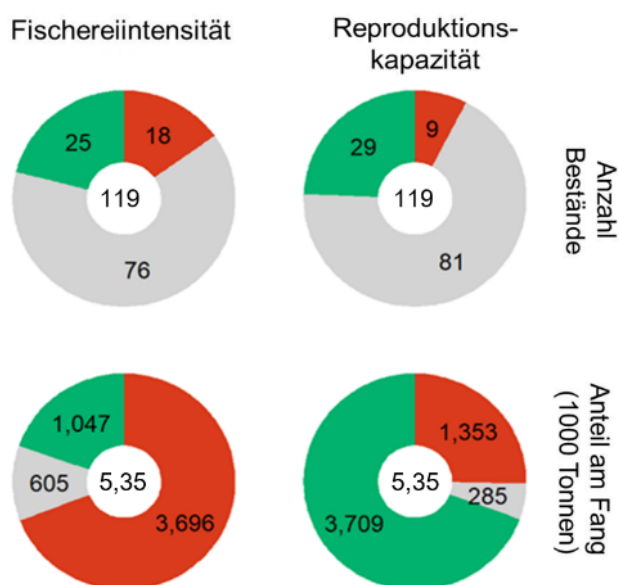 Fischereiintensität
Reproduktions-
kapazität
25
18
119
76
29
9
119
81
Anzahl
Bestände
1,047
605
5,35
3,696
1,353
5,35
285
3,709
Anteil am Fang
(1000 Tonnen)